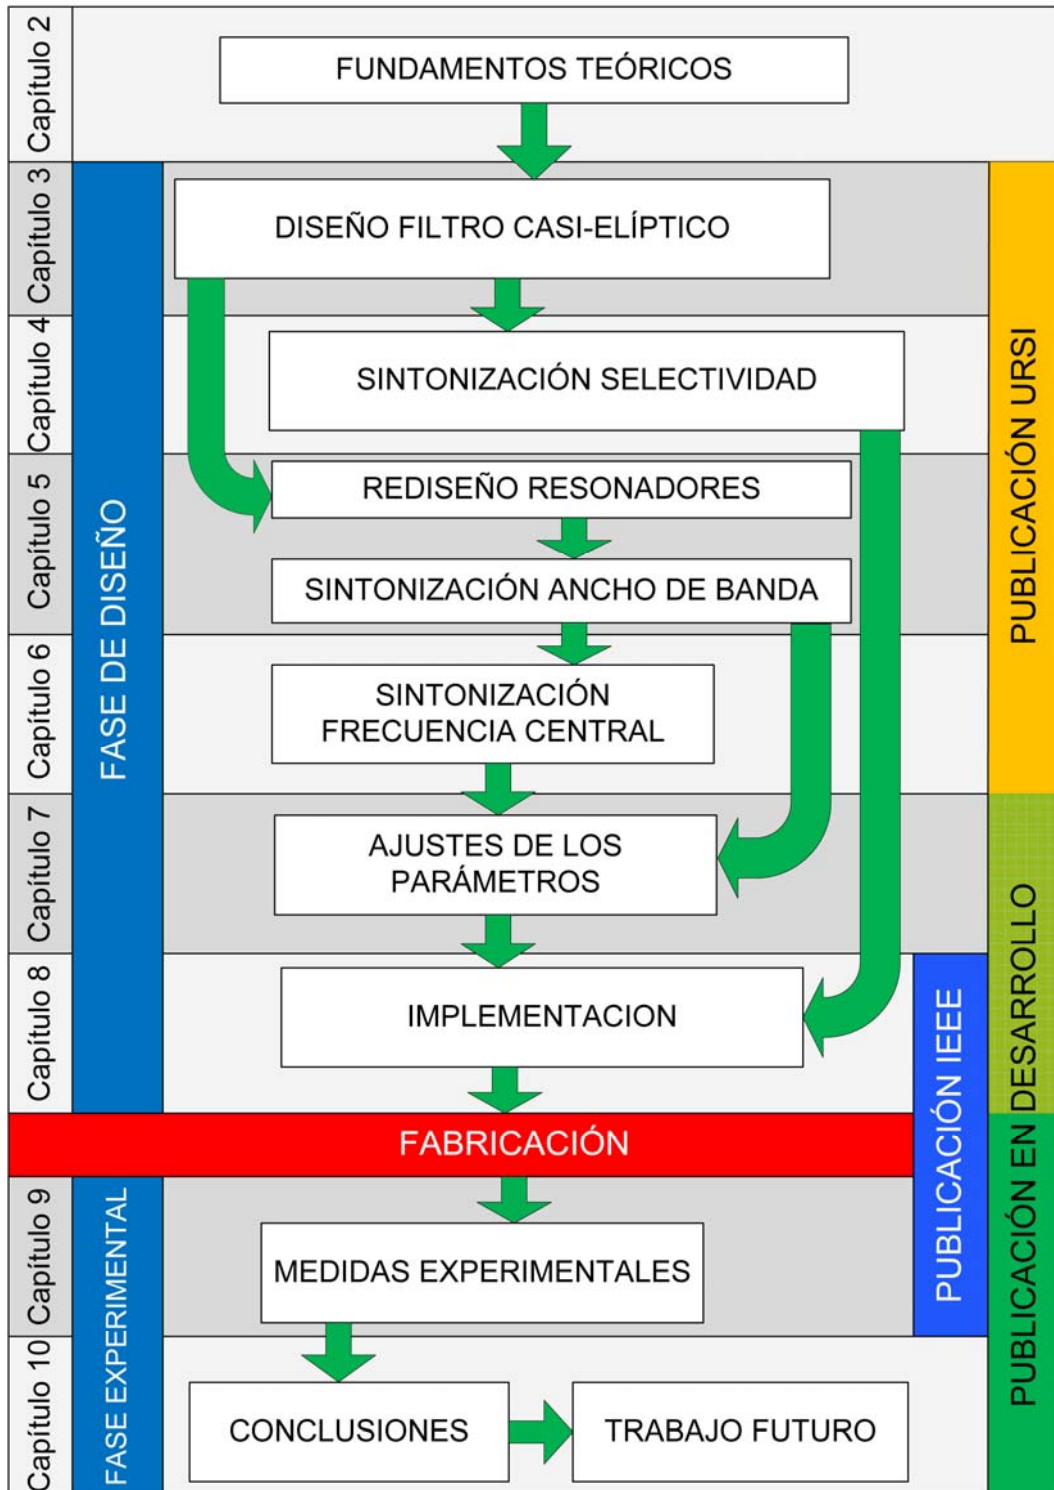 Capítulo 2
FUNDAMENTOS TEÓRICOS
Capítulo 3
DISEÑO FILTRO CASI-ELÍPTICO
Capítulo 4
SINTONIZACIÓN SELECTIVIDAD
Capítulo 5
REDISEÑO RESONADORES
SINTONIZACIÓN ANCHO DE BANDA
Capítulo 6
SINTONIZACIÓN
FRECUENCIA CENTRAL
Capítulo 7
AJUSTES DE LOS
PARÁMETROS
Capítulo 8
IMPLEMENTACION
FASE DE DISEÑO
PUBLICACIÓN URSI
FABRICACIÓN
Capítulo 9
MEDIDAS EXPERIMENTALES
Capítulo 10
CONCLUSIONES
TRABAJO FUTURO
FASE EXPERIMENTAL
PUBLICACIÓN IEEE
PUBLICACIÓN EN DESARROLLO